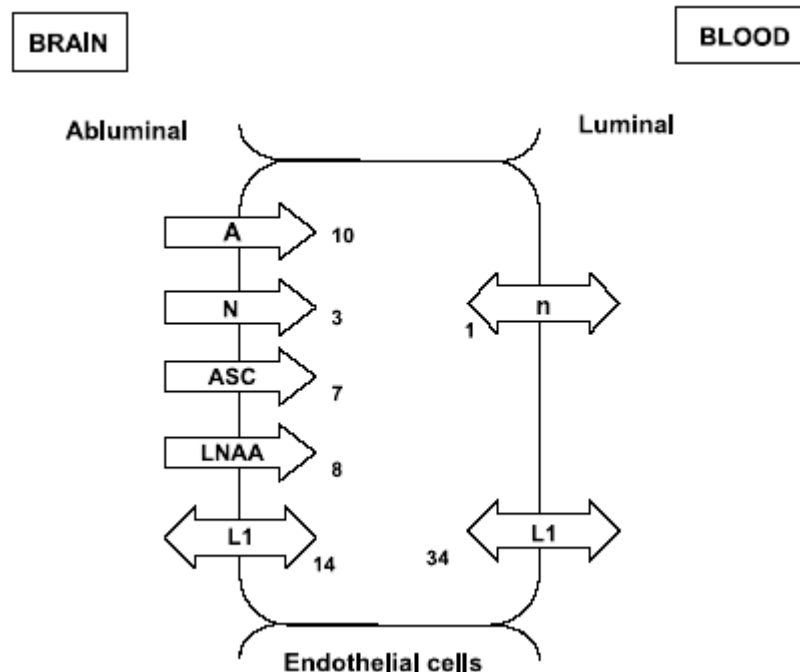 BRAIN
BLOOD
Abluminal
Luminal
A
10
N
3
n
1
ASC
7
LNAA
8
L1
14
34
L1
Endothelial cells